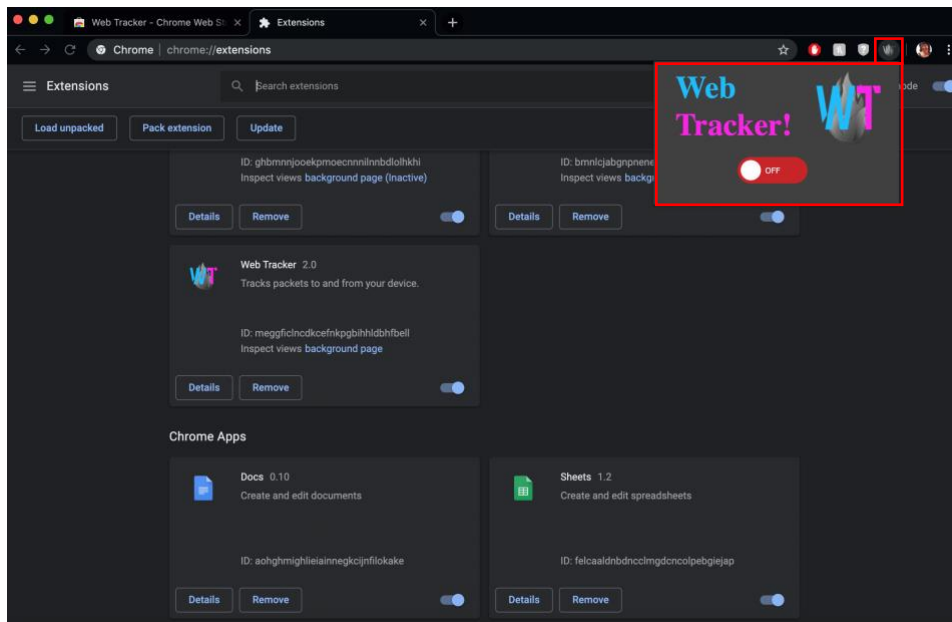 Web Tracker - Chrome Web St
Extensions
Chrome | chrome://extensions
Extensions
Search extensions
ode
Load unpacked
Pack extension
Update
Web
Tracker!
WT
OFF
ID: ghbmnnjooekpmoecnnnilnnbdlolhkhi
Inspect views background page (Inactive)
Details
Remove
ID: bmnlcjabgnpnene
Inspect views backg
Details
Remove
WT
Web Tracker 2.0
Tracks packets to and from your device.
ID: meggficlncdkcefnkpgbihhldbhfbell
Inspect views background page
Details
Remove
Chrome Apps
Docs 0.10
Create and edit documents
ID: aohghmighlieiainnegkcijnfilokake
Details
Remove
Sheets 1.2
Create and edit spreadsheets
ID: felcaaldnbdncclmgdcncolpebgiejap
Details
Remove